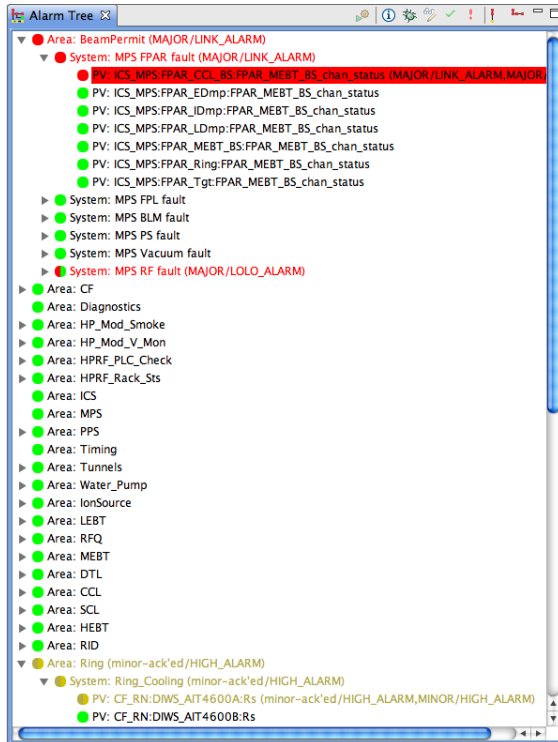 Alarm Tree
Area: BeamPermit (MAJOR/LINK_ALARM)
System: MPS FPAR fault (MAJOR/LINK_ALARM)
PV: ICS_MPS:FPAR_CCL_BS:FPAR_MEBT_BS_chan_status (MAJOR/LINK_ALARM,MAJOR/
PV: ICS_MPS:FPAR_EDmp:FPAR_MEBT_BS_chan_status
PV: ICS_MPS:FPAR_IDmp:FPAR_MEBT_BS_chan_status
PV: ICS_MPS:FPAR_LDmp:FPAR_MEBT_BS_chan_status
PV: ICS_MPS:FPAR_MEBT_BS:FPAR_MEBT_BS_chan_status
PV: ICS_MPS:FPAR_Ring:FPAR_MEBT_BS_chan_status
PV: ICS_MPS:FPAR_Tgt:FPAR_MEBT_BS_chan_status
System: MPS FPL fault
System: MPS BLM fault
System: MPS PS fault
System: MPS Vacuum fault
System: MPS RF fault (MAJOR/LOLO_ALARM)
Area: CF
Area: Diagnostics
Area: HP_Mod_Smoke
Area: HP_Mod_V_Mon
Area: HPRF_PLC_Check
Area: HPRF_Rack_Sts
Area: ICS
Area: MPS
Area: PPS
Area: Timing
Area: Tunnels
Area: Water_Pump
Area: IonSource
Area: LEBT
Area: RFQ
Area: MEBT
Area: DTL
Area: CCL
Area: SCL
Area: HEBT
Area: RID
Area: Ring (minor-ack'ed/HIGH_ALARM)
System: Ring_Cooling (minor-ack'ed/HIGH_ALARM)
PV: CF_RN:DIWS_AIT4600A:Rs (minor-ack'ed/HIGH_ALARM,MINOR/HIGH_ALARM)
PV: CF_RN:DIWS_AIT4600B:Rs